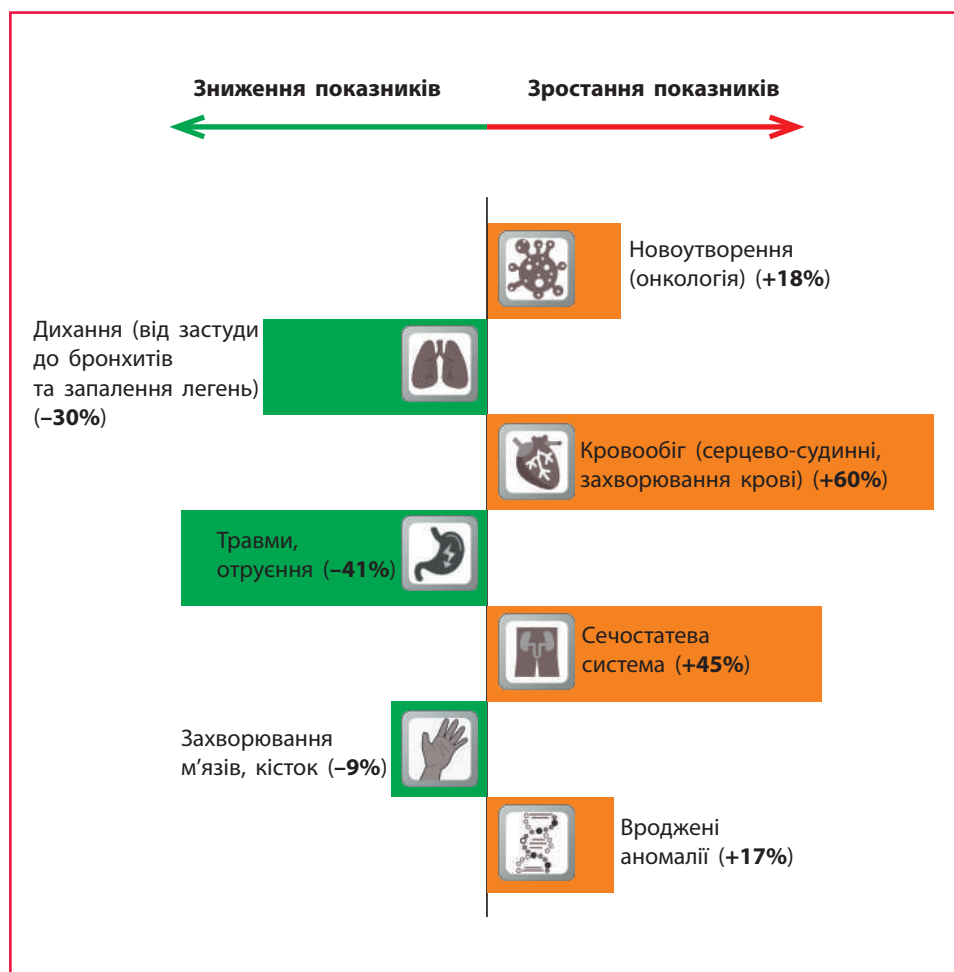 Зниження показників
Зростання показників
Новоутворення
(онкологія) (+18%)
Дихання (від застуди
до бронхитів
та запалення легень)
(–30%)
Кровообіг (серцево-судинні,
захворювання крові) (+60%)
Травми,
отруєння (–41%)
Сечостатева
система (+45%)
Захворювання
м’язів, кісток (–9%)
Вроджені
аномалії (+17%)